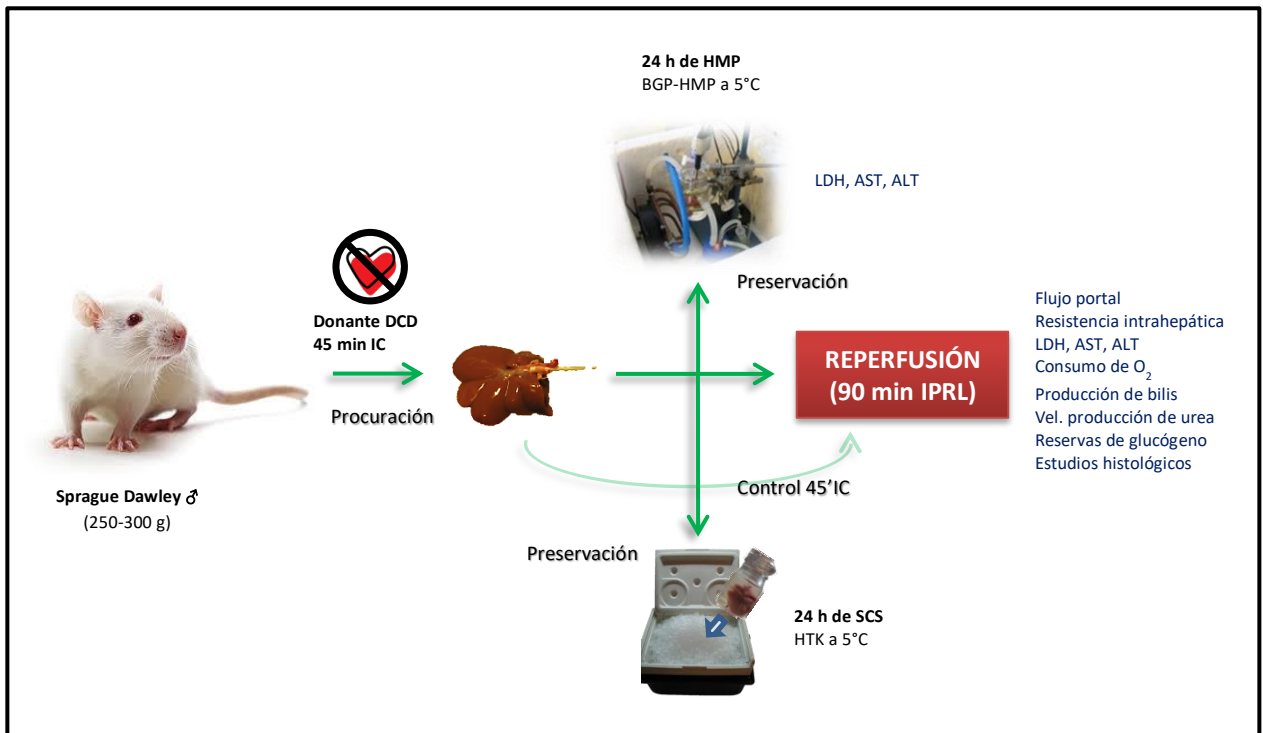 24 h de HMP
BGP-HMP a 5°C
LDH, AST, ALT
Donante DCD
45 min IC
Procuración
Sprague Dawley ♂
(250-300 g)
Preservación
REPERFUSIÓN
(90 min IPRL)
Flujo portal
Resistencia intrahepática
LDH, AST, ALT
Consumo de O₂
Producción de bilis
Vel. producción de urea
Reservas de glucógeno
Estudios histológicos
Control 45'IC
Preservación
24 h de SCS
HTK a 5°C